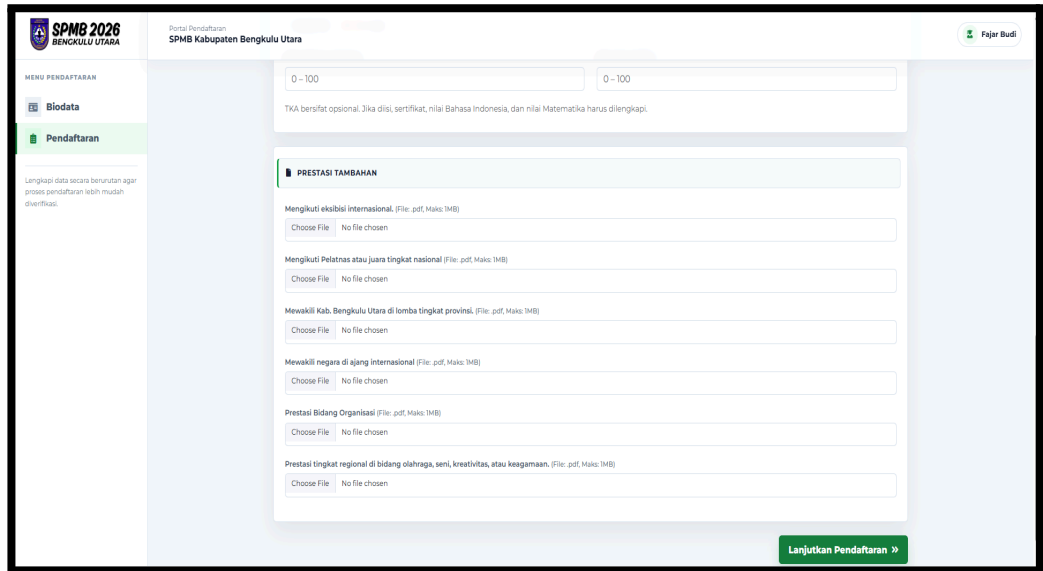 SPMB 2026
BENGKULU UTARA
Portal Pendaftaran
SPMB Kabupaten Bengkulu Utara
Fajar Budi
MENU PENDAFTARAN
Biodata
Pendaftaran
Lengkapi data secara berurutan agar
proses pendaftaran lebih mudah
diverifikasi.
0 – 100
0 – 100
TKA bersifat opsional. Jika diisi, sertifikat, nilai Bahasa Indonesia, dan nilai Matematika harus dilengkapi.
PRESTASI TAMBAHAN
Mengikuti eksibisi internasional. (File: .pdf, Maks: 1MB)
Choose File No file chosen
Mengikuti Pelatnas atau juara tingkat nasional (File: .pdf, Maks: 1MB)
Choose File No file chosen
Mewakili Kab. Bengkulu Utara di lomba tingkat provinsi. (File: .pdf, Maks: 1MB)
Choose File No file chosen
Mewakili negara di ajang internasional (File: .pdf, Maks: 1MB)
Choose File No file chosen
Prestasi Bidang Organisasi (File: .pdf, Maks: 1MB)
Choose File No file chosen
Prestasi tingkat regional di bidang olahraga, seni, kreativitas, atau keagamaan. (File: .pdf, Maks: 1MB)
Choose File No file chosen
Lanjutkan Pendaftaran »